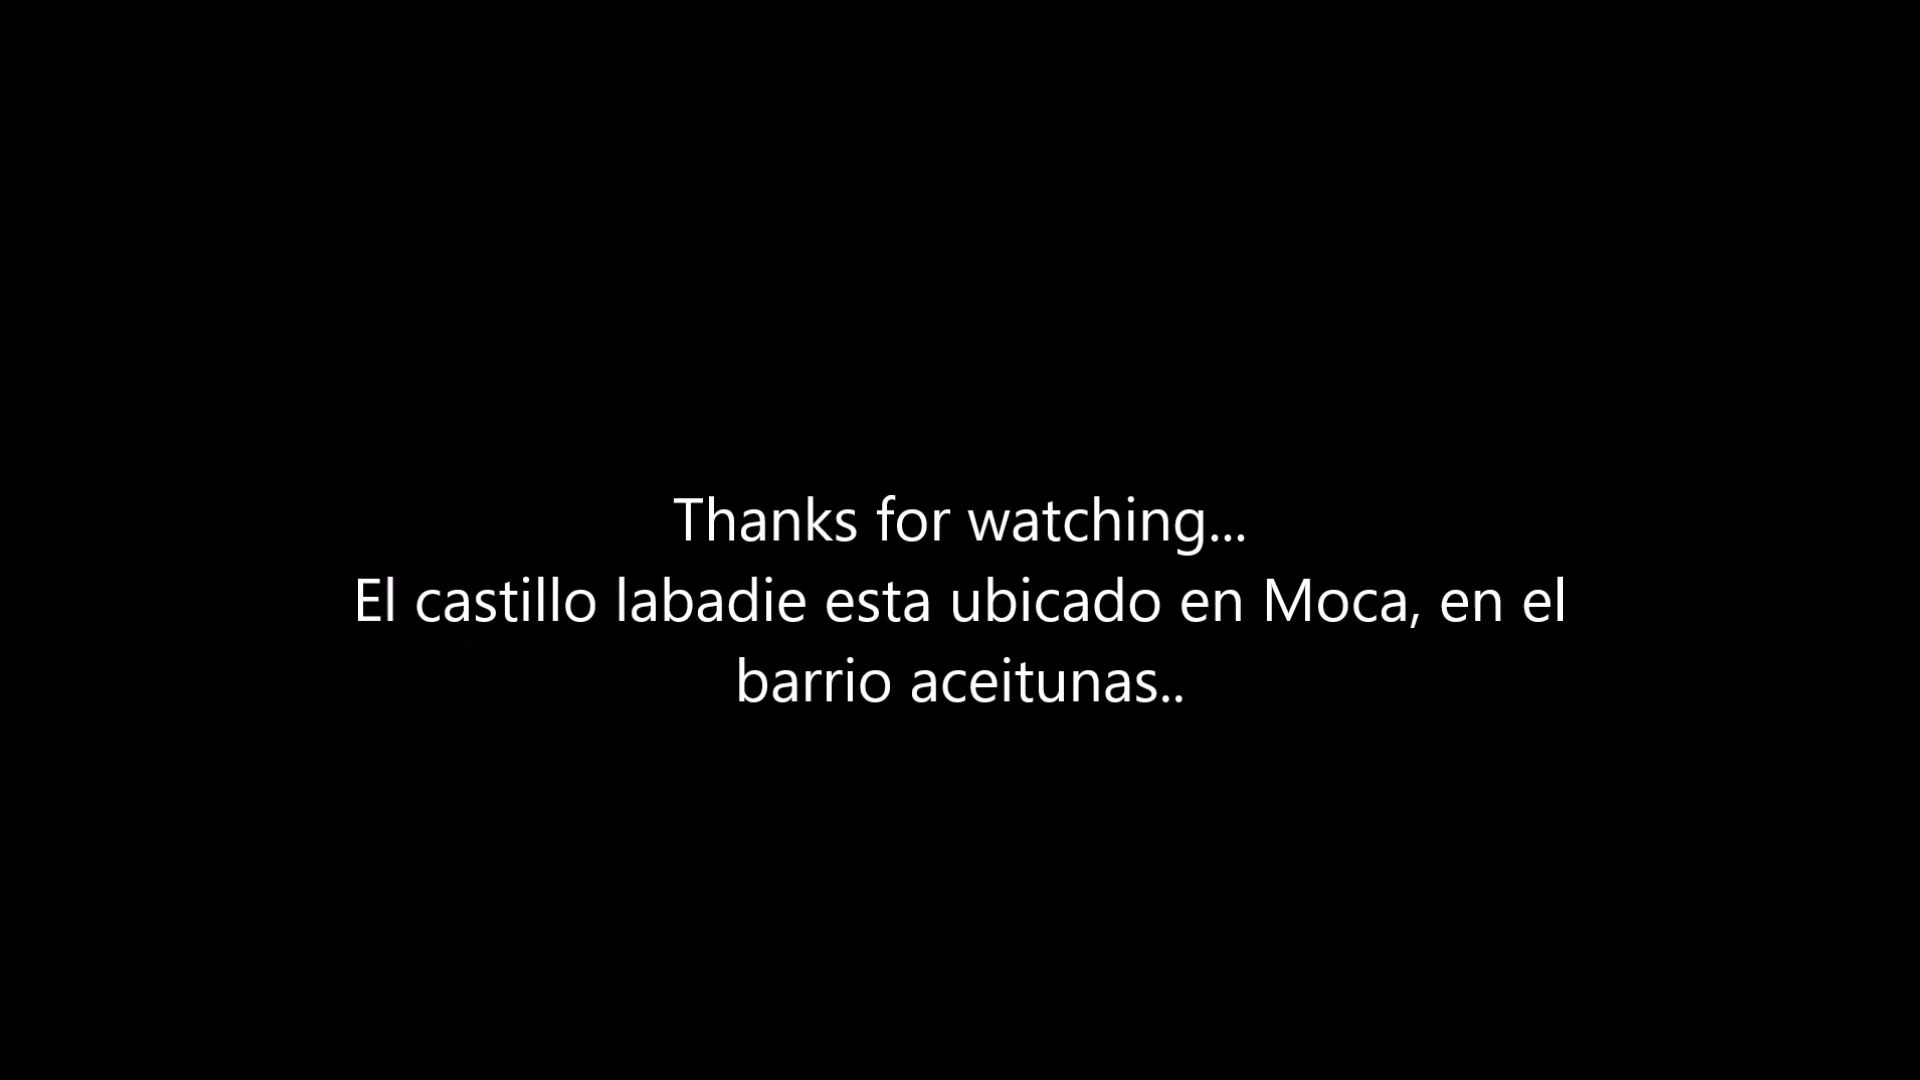 Thanks for watching...
El castillo labadie esta ubicado en Moca, en el
barrio aceitunas..